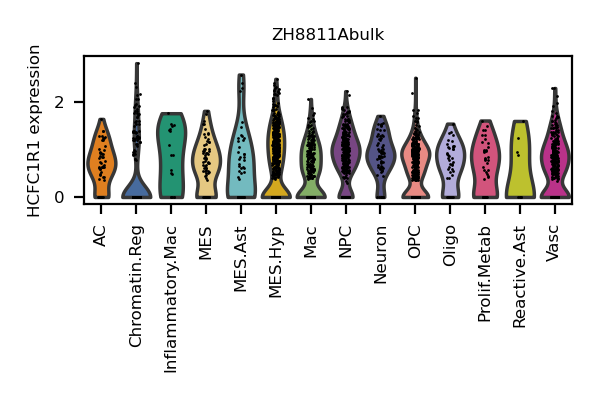 ZH8811Abulk
HCFC1R1 expression
2
0
AC
Chromatin.Reg
Inflammatory.Mac
MES
MES.Ast
MES.Hyp
Mac
NPC
Neuron
OPC
Oligo
Prolif.Metab
Reactive.Ast
Vasc